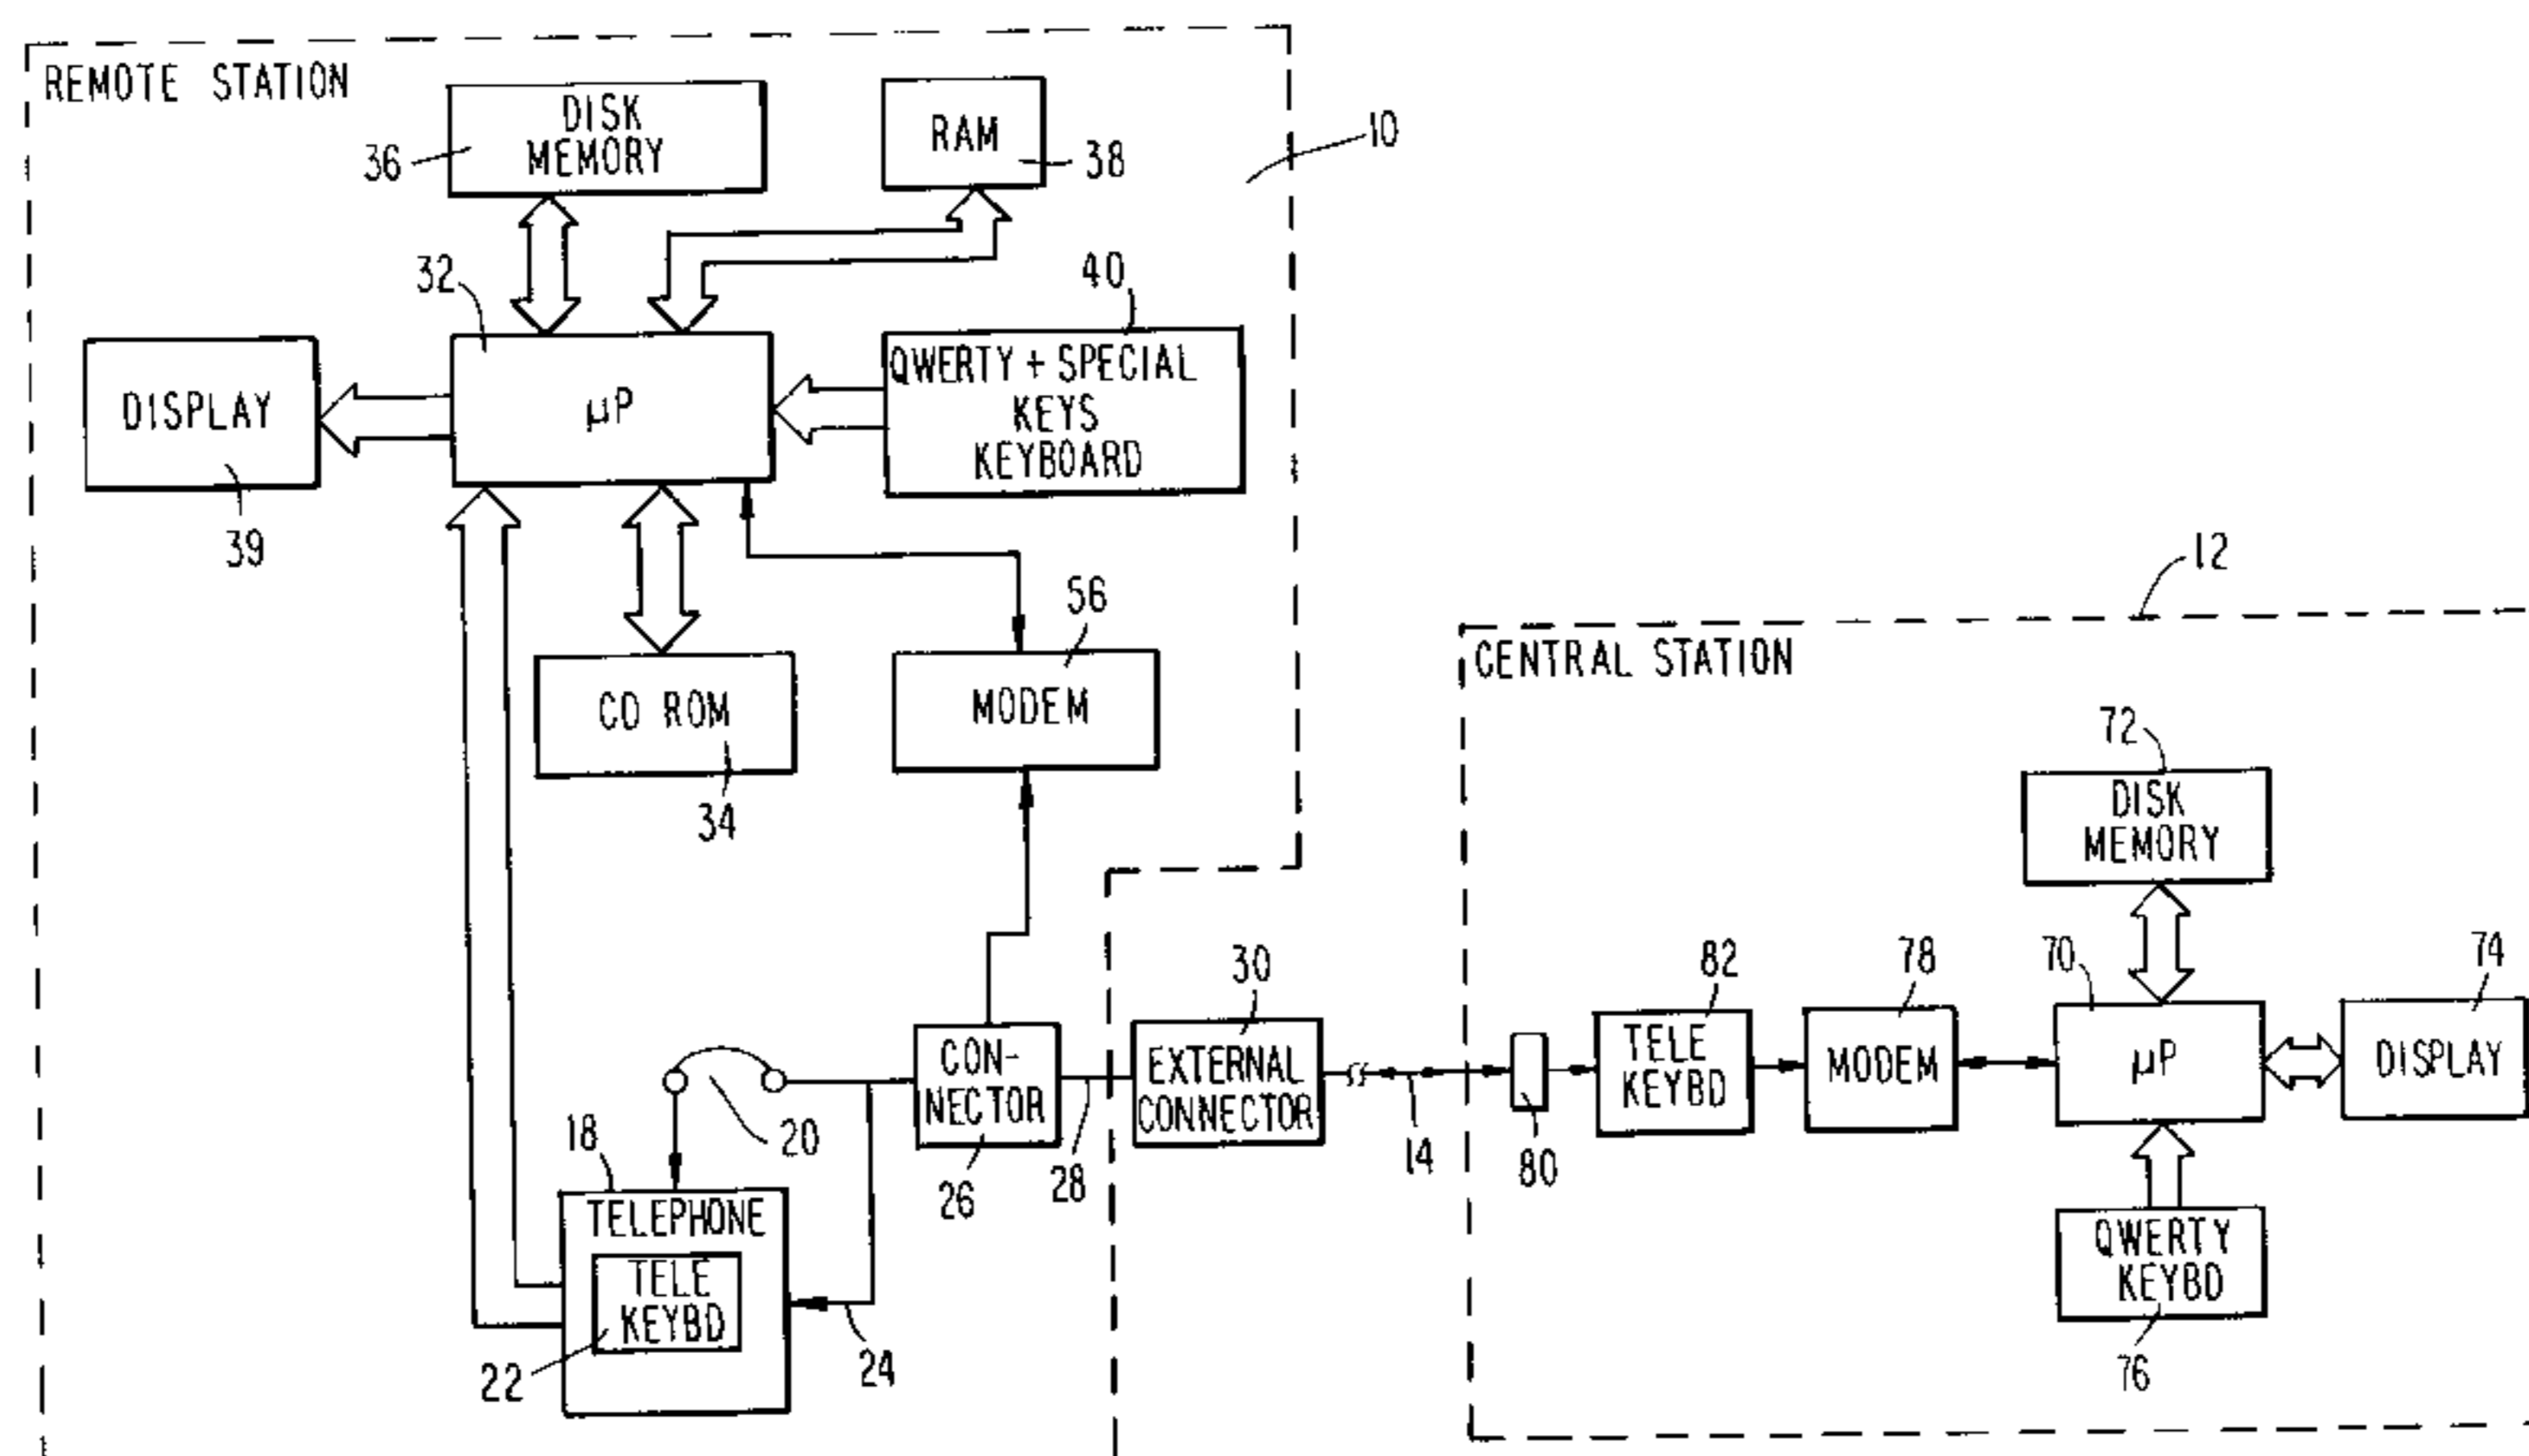 REMOTE STATION
DISK
MEMORY
36
RAM
38
10
32
40
DISPLAY
39
μP
QWERTY + SPECIAL
KEYS
KEYBOARD
56
CD ROM
34
MODEM
12
CENTRAL STATION
72
DISK
MEMORY
20
18
TELEPHONE
TELE
KEYBD
22
24
CON-
NECTOR
26
28
30
EXTERNAL
CONNECTOR
14
80
82
TELE
KEYBD
78
MODEM
70
μP
74
DISPLAY
QWERTY
KEYBD
76